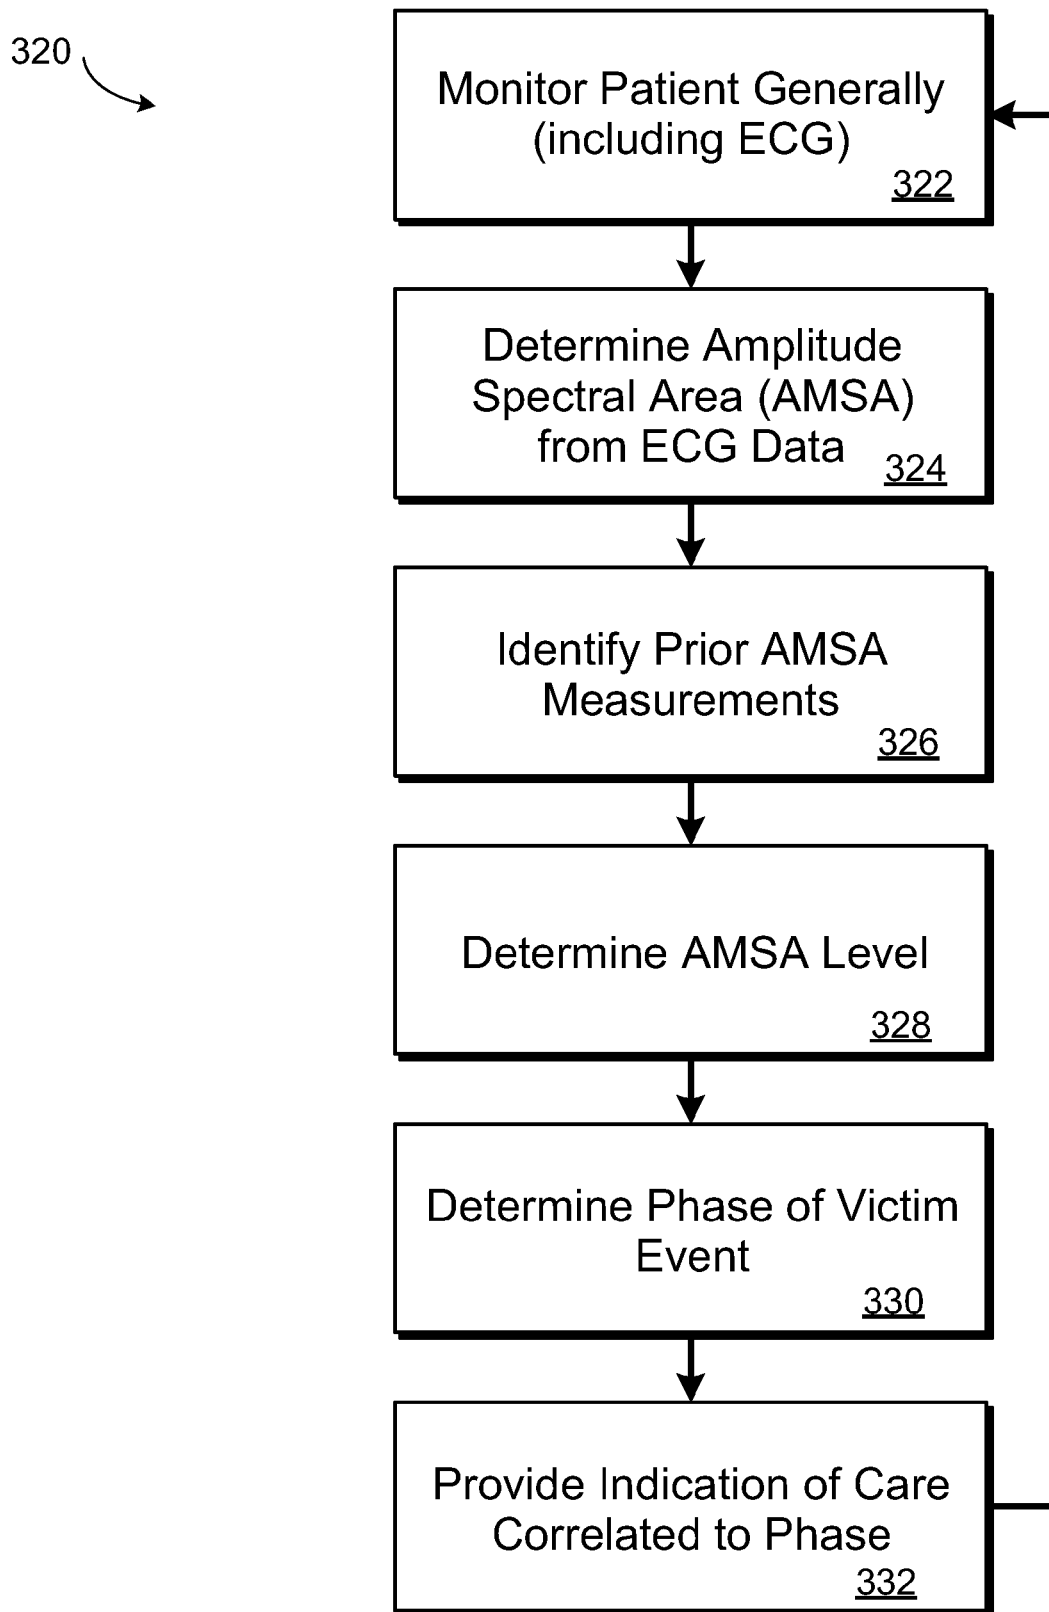 320
Monitor Patient Generally
(including ECG)
322
Determine Amplitude
Spectral Area (AMSA)
from ECG Data
324
Identify Prior AMSA
Measurements
326
Determine AMSA Level
328
Determine Phase of Victim
Event
330
Provide Indication of Care
Correlated to Phase
332